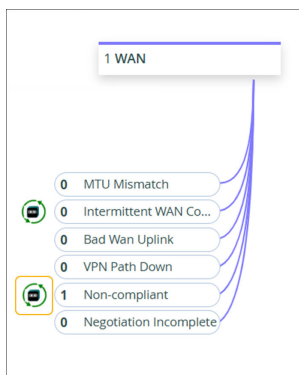 1 WAN
0 MTU Mismatch
0 Intermittent WAN Co...
0 Bad Wan Uplink
0 VPN Path Down
1 Non-compliant
0 Negotiation Incomplete